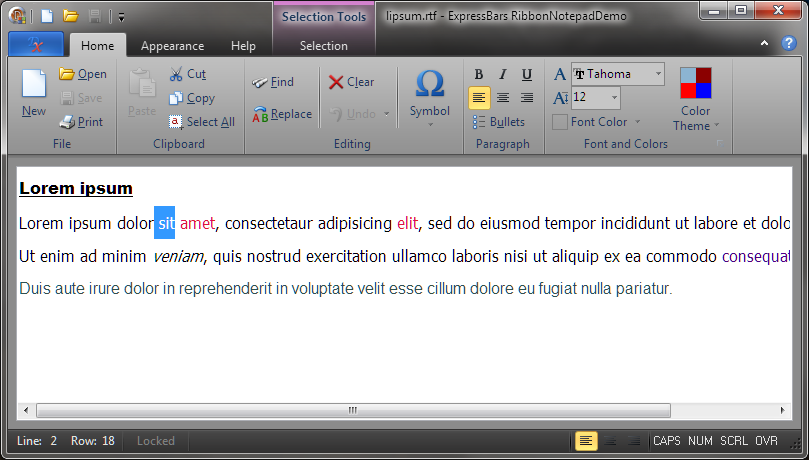 Selection Tools lipsum.rtf - ExpressBars RibbonNotepadDemo
Home Appearance Help Selection
New Open Save Print
Paste Cut Copy Select All
Find Replace Clear Undo
Symbol
B I U
Bullets
A Tahoma
A 12
Font Color
Color Theme
File Clipboard Editing Paragraph Font and Colors
Lorem ipsum
Lorem ipsum dolor sit amet, consectetaur adipisicing elit, sed do eiusmod tempor incididunt ut labore et dolo
Ut enim ad minim veniam, quis nostrud exercitation ullamco laboris nisi ut aliquip ex ea commodo consequat
Duis aute irure dolor in reprehenderit in voluptate velit esse cillum dolore eu fugiat nulla pariatur.
Line: 2 Row: 18 Locked CAPS NUM SCRL OVR